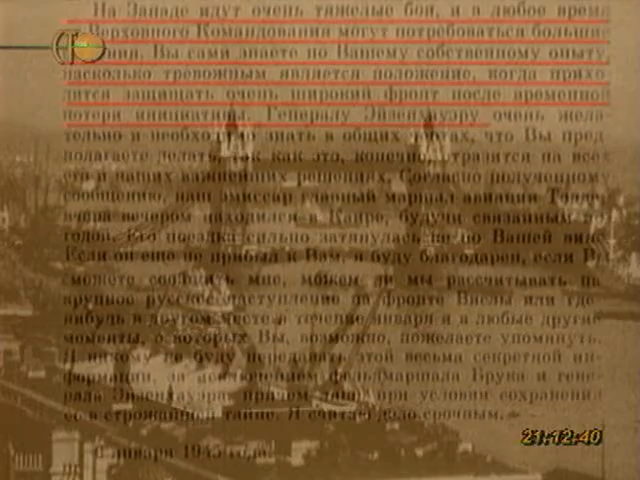 На Западе идут очень тяжелые бои, и в любое время
Верховного Командования могут потребоваться большие
Вы сами знаете по Вашему собственному опыту,
насколько тревожным является положение, когда прихо
дится защищать очень широкий фронт после временной
потери инициативы. Генералу Эйзенхауэру очень жела-
тельно и необходимо знать в общих чертах, что Вы пред
полагаете делать, так как это, конечно, отразится на всех
его и наших важнейших решениях. Согласно полученному
сообщению, наш эмиссар главный маршал авиации Теддер
вчера вечером находился в Каире, будучи связанным по
годой. Его поездка сильно затянулась не по Вашей вине
Если он еще не прибыл к Вам, я буду благодарен, если Вы
сможете сообщить мне, можем ли мы рассчитывать на
крупное русское наступление на фронте Вислы или где-
нибудь в другом месте в течение января и в любые другие
моменты, о которых Вы, возможно, пожелаете упомянуть.
Я никому не буду передавать этой весьма секретной ин-
формации, за исключением фельдмаршала Брука и гене-
рала Эйзенхауэра, причем лишь при условии сохранения
ее в строжайшей тайне. Я считаю дело срочным.
6 января 1945 года.
21:12:40